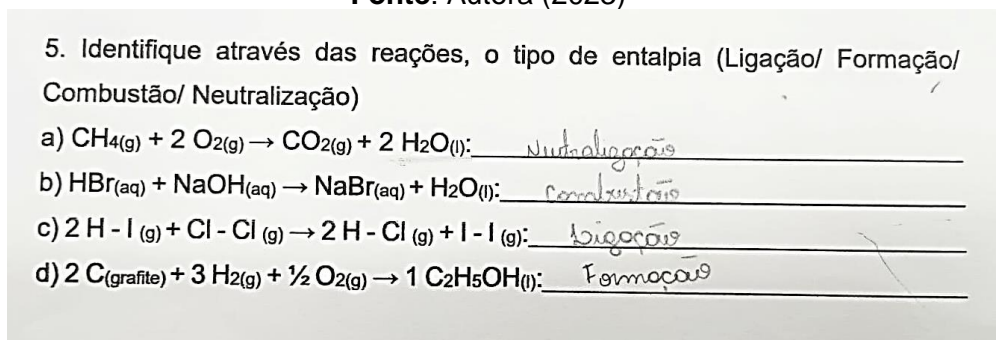 Fonte: Autora (2023)
5. Identifique através das reações, o tipo de entalpia (Ligação/ Formação/
Combustão/ Neutralização)
a) CH4(g) + 2 O2(g) → CO2(g) + 2 H2O(l): Nutralização
b) HBr(aq) + NaOH(aq) → NaBr(aq) + H2O(l): Combustão
c) 2 H - I (g) + Cl - Cl (g) → 2 H - Cl (g) + I - I (g): Ligação
d) 2 C(grafite) + 3 H2(g) + ½ O2(g) → 1 C2H5OH(l): Formação